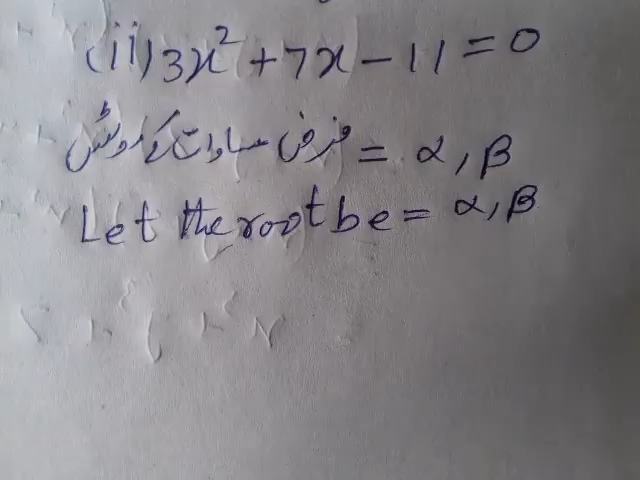 (ii) 3x² + 7x - 11 = 0
فرض مساوات کے روٹس = α, β
Let the root be = α, β